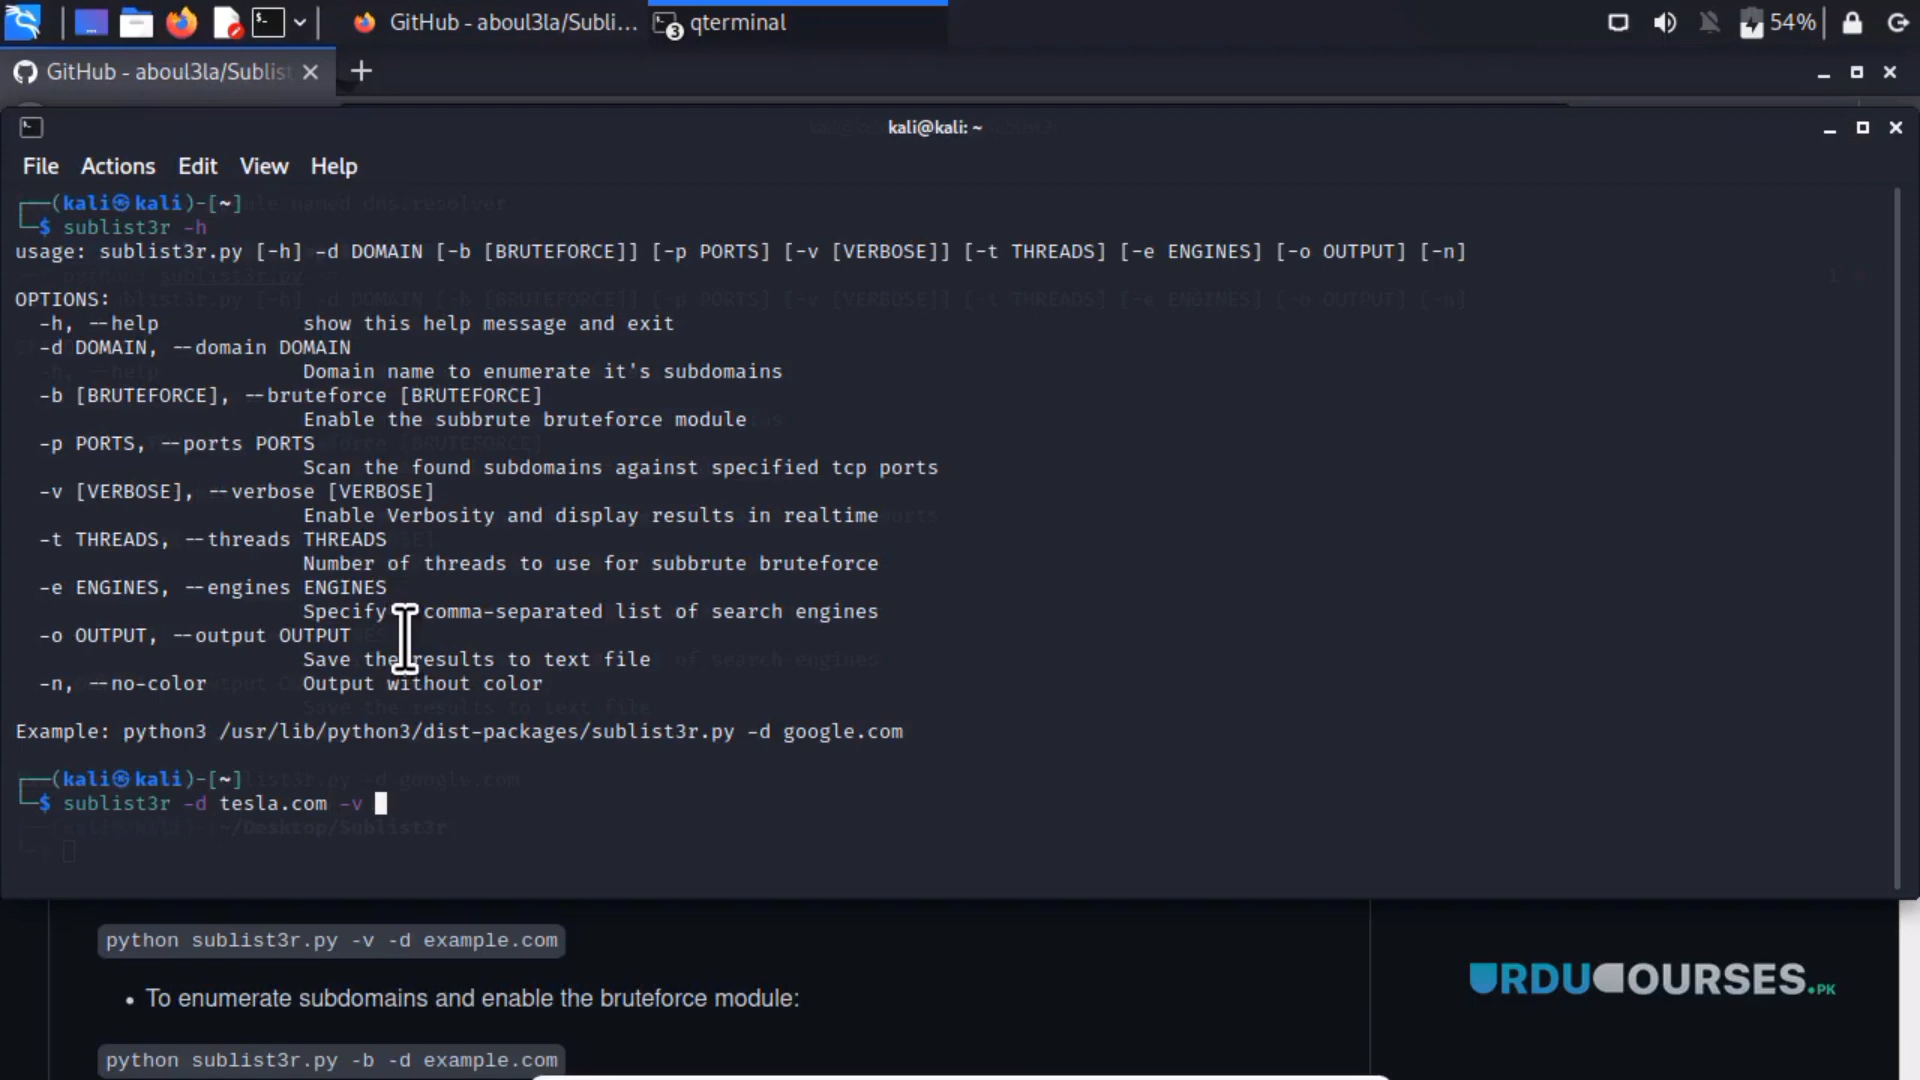 GitHub - aboul3la/Subli...
3
qterminal
54%
GitHub - aboul3la/Sublist
kali@kali: ~
File Actions Edit View Help
┌──(kali㉿kali)-[~]
└─$ sublist3r -h
usage: sublist3r.py [-h] -d DOMAIN [-b [BRUTEFORCE]] [-p PORTS] [-v [VERBOSE]] [-t THREADS] [-e ENGINES] [-o OUTPUT] [-n]
OPTIONS:
-h, --help show this help message and exit
-d DOMAIN, --domain DOMAIN
Domain name to enumerate it's subdomains
-b [BRUTEFORCE], --bruteforce [BRUTEFORCE]
Enable the subbrute bruteforce module
-p PORTS, --ports PORTS
Scan the found subdomains against specified tcp ports
-v [VERBOSE], --verbose [VERBOSE]
Enable Verbosity and display results in realtime
-t THREADS, --threads THREADS
Number of threads to use for subbrute bruteforce
-e ENGINES, --engines ENGINES
Specify comma-separated list of search engines
-o OUTPUT, --output OUTPUT
Save the results to text file
-n, --no-color Output without color
Example: python3 /usr/lib/python3/dist-packages/sublist3r.py -d google.com
┌──(kali㉿kali)-[~]
└─$ sublist3r -d tesla.com -v
python sublist3r.py -v -d example.com
• To enumerate subdomains and enable the bruteforce module:
python sublist3r.py -b -d example.com
URDUCOURSES.PK